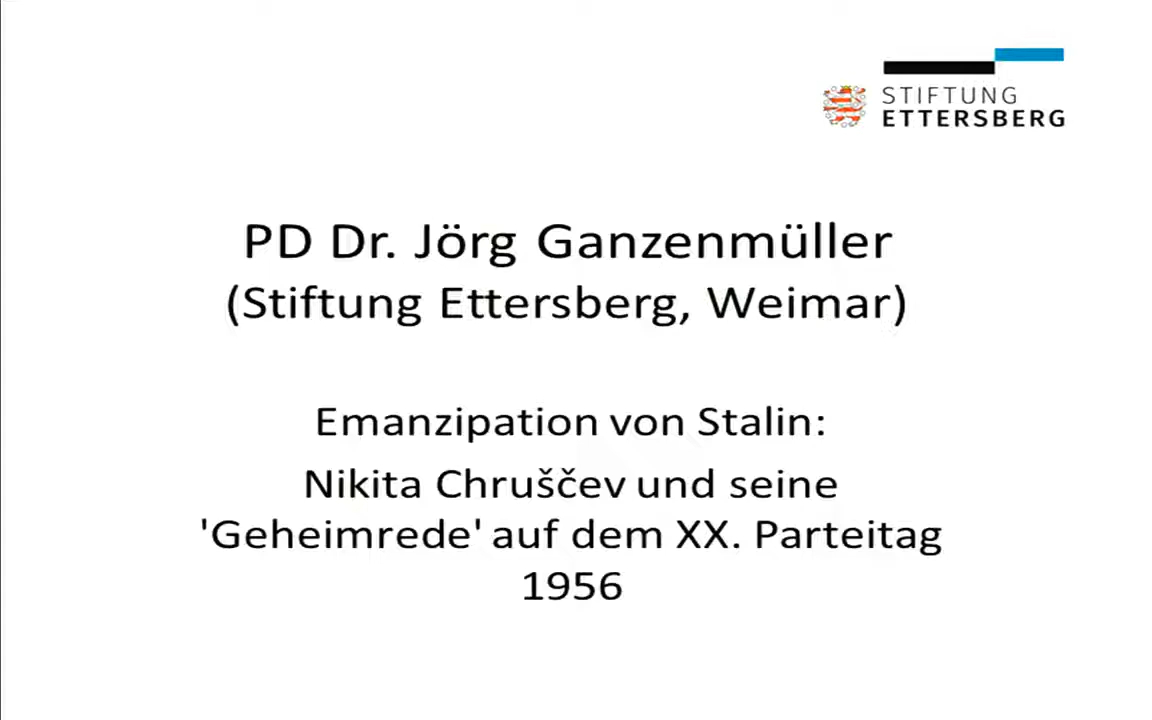 STIFTUNG
ETTERSBERG
PD Dr. Jörg Ganzenmüller
(Stiftung Ettersberg, Weimar)
Emanzipation von Stalin:
Nikita Chruščev und seine
'Geheimrede' auf dem XX. Parteitag
1956